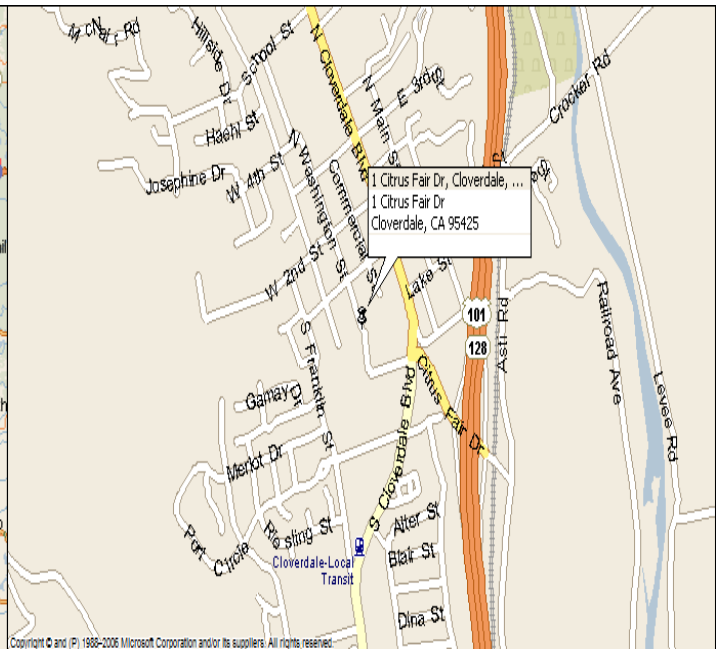 McNair Rd
Hillside Dr
School St
N Cloverdale Blvd
N Main St
E 3rd St
Crocker Rd
Haehl St
W 4th St
Josephine Dr
N Washington St
Commercial St
1 Citrus Fair Dr, Cloverdale, ...
1 Citrus Fair Dr
Cloverdale, CA 95425
W 2nd St
Lake St
101
128
Asti Rd
Railroad Ave
Levee Rd
S Franklin St
Citrus Fair Dr
Gamay Dr
Merlot Dr
S Cloverdale Blvd
Port Circle
Riesling St
Alter St
Blair St
Cloverdale-Local
Transit
Dina St
Copyright © and (P) 1988–2006 Microsoft Corporation and/or its suppliers. All rights reserved.